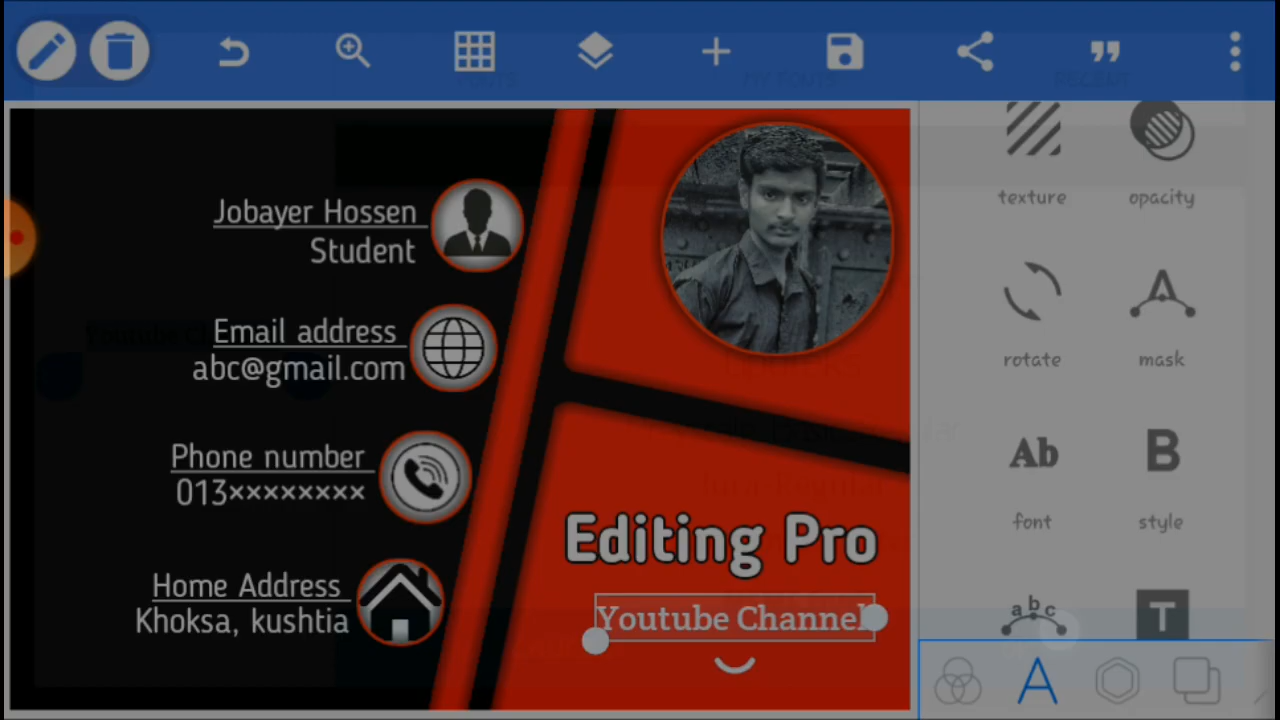 texture
opacity
Jobayer Hossen
Student
rotate
mask
Email address
abc@gmail.com
Ab
B
font
style
Phone number
013××××××××
Editing Pro
Youtube Channel
abc
T
Home Address
Khoksa, kushtia
A